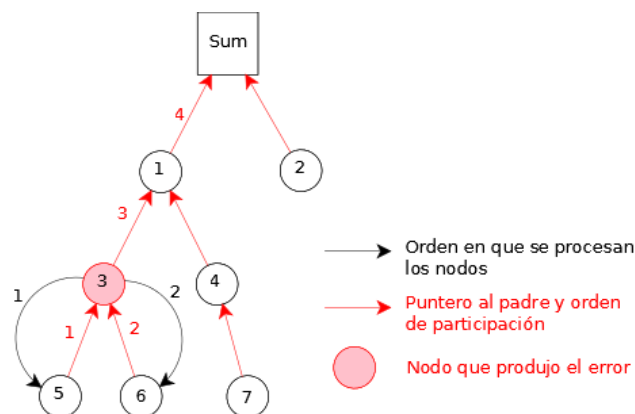 Sum
4
1
2
3
3
4
1
2
1
2
5
6
7
Orden en que se procesan
los nodos
Puntero al padre y orden
de participación
Nodo que produjo el error